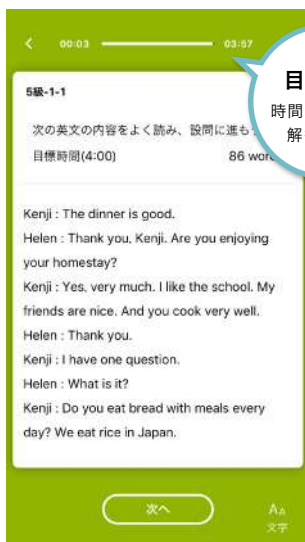 00:03 03:57
目
時間
解
5級-1-1
次の英文の内容をよく読み、設問に進も
目標時間(4:00) 86 wor
Kenji : The dinner is good.
Helen : Thank you, Kenji. Are you enjoying
your homestay?
Kenji : Yes, very much. I like the school. My
friends are nice. And you cook very well.
Helen : Thank you.
Kenji : I have one question.
Helen : What is it?
Kenji : Do you eat bread with meals every
day? We eat rice in Japan.
次へ
AA
文字